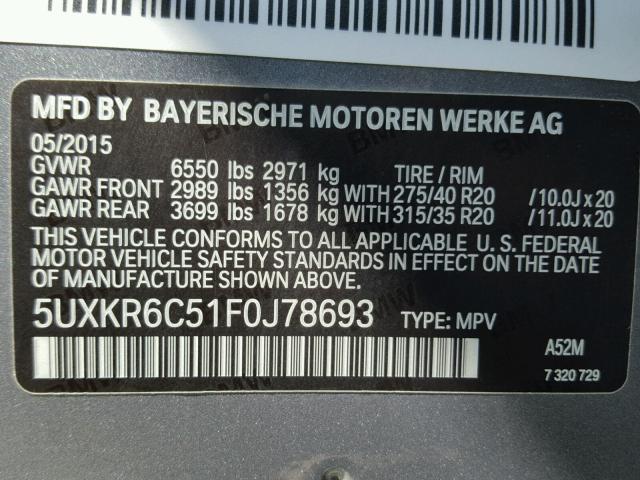 MFD BY BAYERISCHE MOTOREN WERKE AG
05/2015
GVWR 6550 lbs 2971 kg TIRE / RIM
GAWR FRONT 2989 lbs 1356 kg WITH 275/40 R20 /10.0J x 20
GAWR REAR 3699 lbs 1678 kg WITH 315/35 R20 /11.0J x 20
THIS VEHICLE CONFORMS TO ALL APPLICABLE U. S. FEDERAL
MOTOR VEHICLE SAFETY STANDARDS IN EFFECT ON THE DATE
OF MANUFACTURE SHOWN ABOVE.
5UXKR6C51F0J78693 TYPE: MPV
A52M
7 320 729